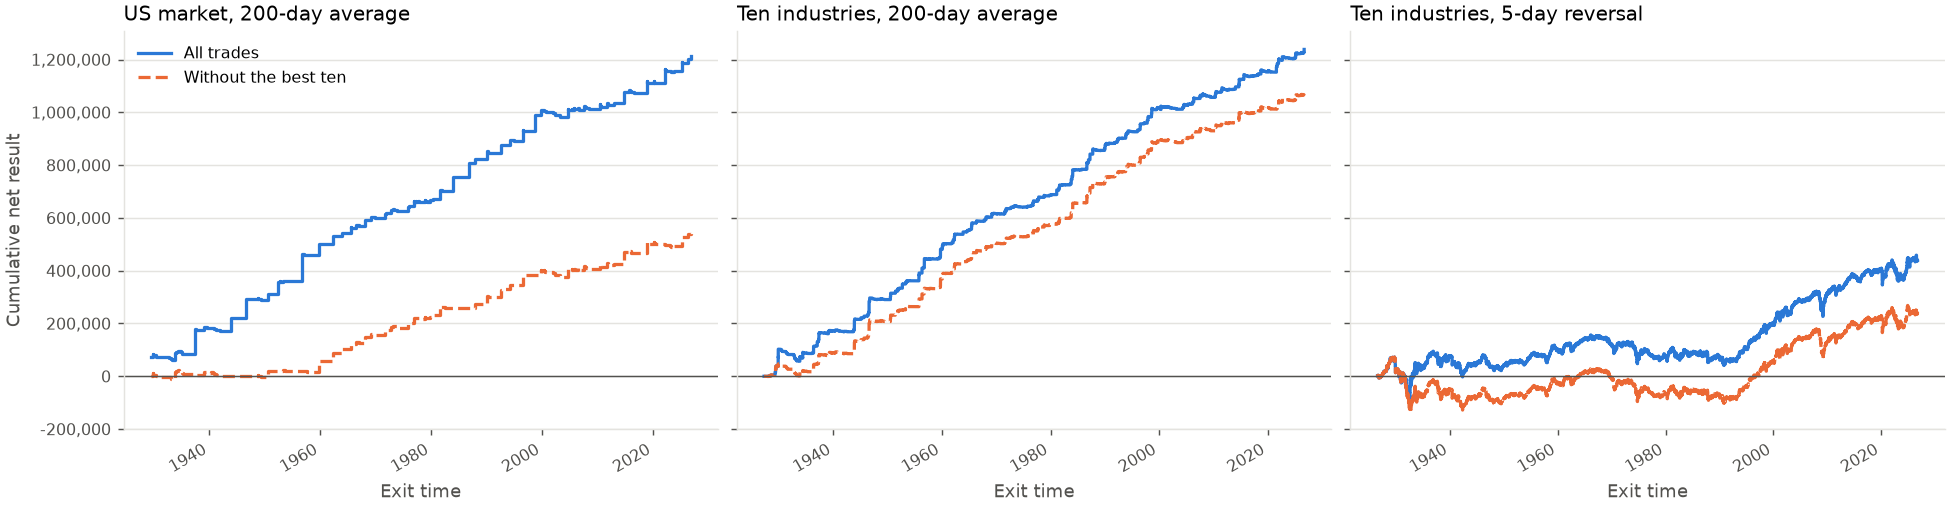 US market, 200-day average
Ten industries, 200-day average
Ten industries, 5-day reversal
All trades
Without the best ten
Cumulative net result
1,200,000
1,000,000
800,000
600,000
400,000
200,000
0
-200,000
1940
1960
1980
2000
2020
Exit time
1940
1960
1980
2000
2020
Exit time
1940
1960
1980
2000
2020
Exit time